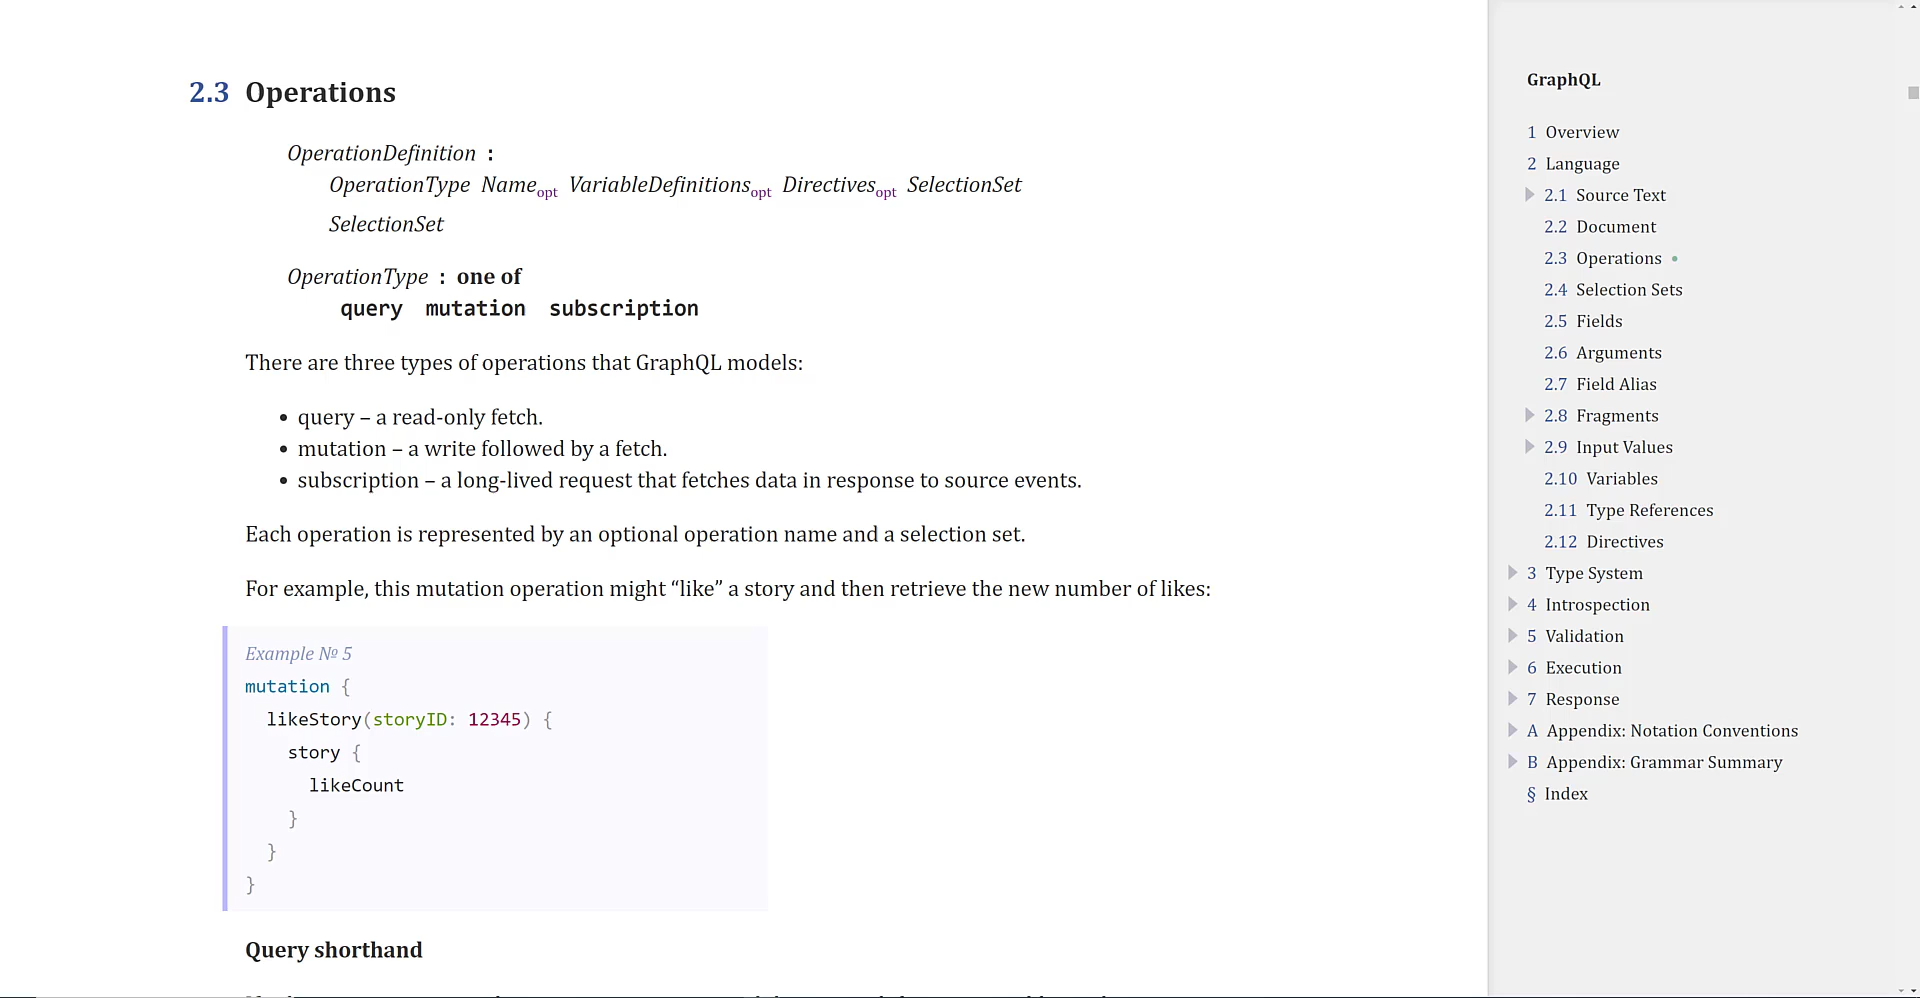 2.3 Operations
OperationDefinition :
OperationType Nameopt VariableDefinitionsopt Directivesopt SelectionSet
SelectionSet
OperationType : one of
query mutation subscription
There are three types of operations that GraphQL models:
• query – a read-only fetch.
• mutation – a write followed by a fetch.
• subscription – a long-lived request that fetches data in response to source events.
Each operation is represented by an optional operation name and a selection set.
For example, this mutation operation might “like” a story and then retrieve the new number of likes:
Example № 5
mutation {
  likeStory(storyID: 12345) {
    story {
      likeCount
    }
  }
}
Query shorthand
GraphQL
1 Overview
2 Language
2.1 Source Text
2.2 Document
2.3 Operations •
2.4 Selection Sets
2.5 Fields
2.6 Arguments
2.7 Field Alias
2.8 Fragments
2.9 Input Values
2.10 Variables
2.11 Type References
2.12 Directives
3 Type System
4 Introspection
5 Validation
6 Execution
7 Response
A Appendix: Notation Conventions
B Appendix: Grammar Summary
§ Index